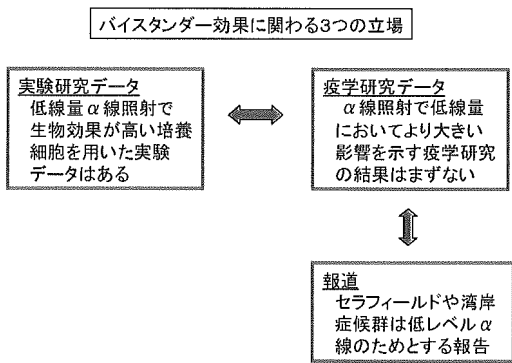 バイスタンダー効果に関わる3つの立場
実験研究データ
低線量α線照射で
生物効果が高い培養
細胞を用いた実験
データはある
疫学研究データ
α線照射で低線量
においてより大きい
影響を示す疫学研究
の結果はまずない
報道
セラフィールドや湾岸
症候群は低レベルα
線のためとする報告